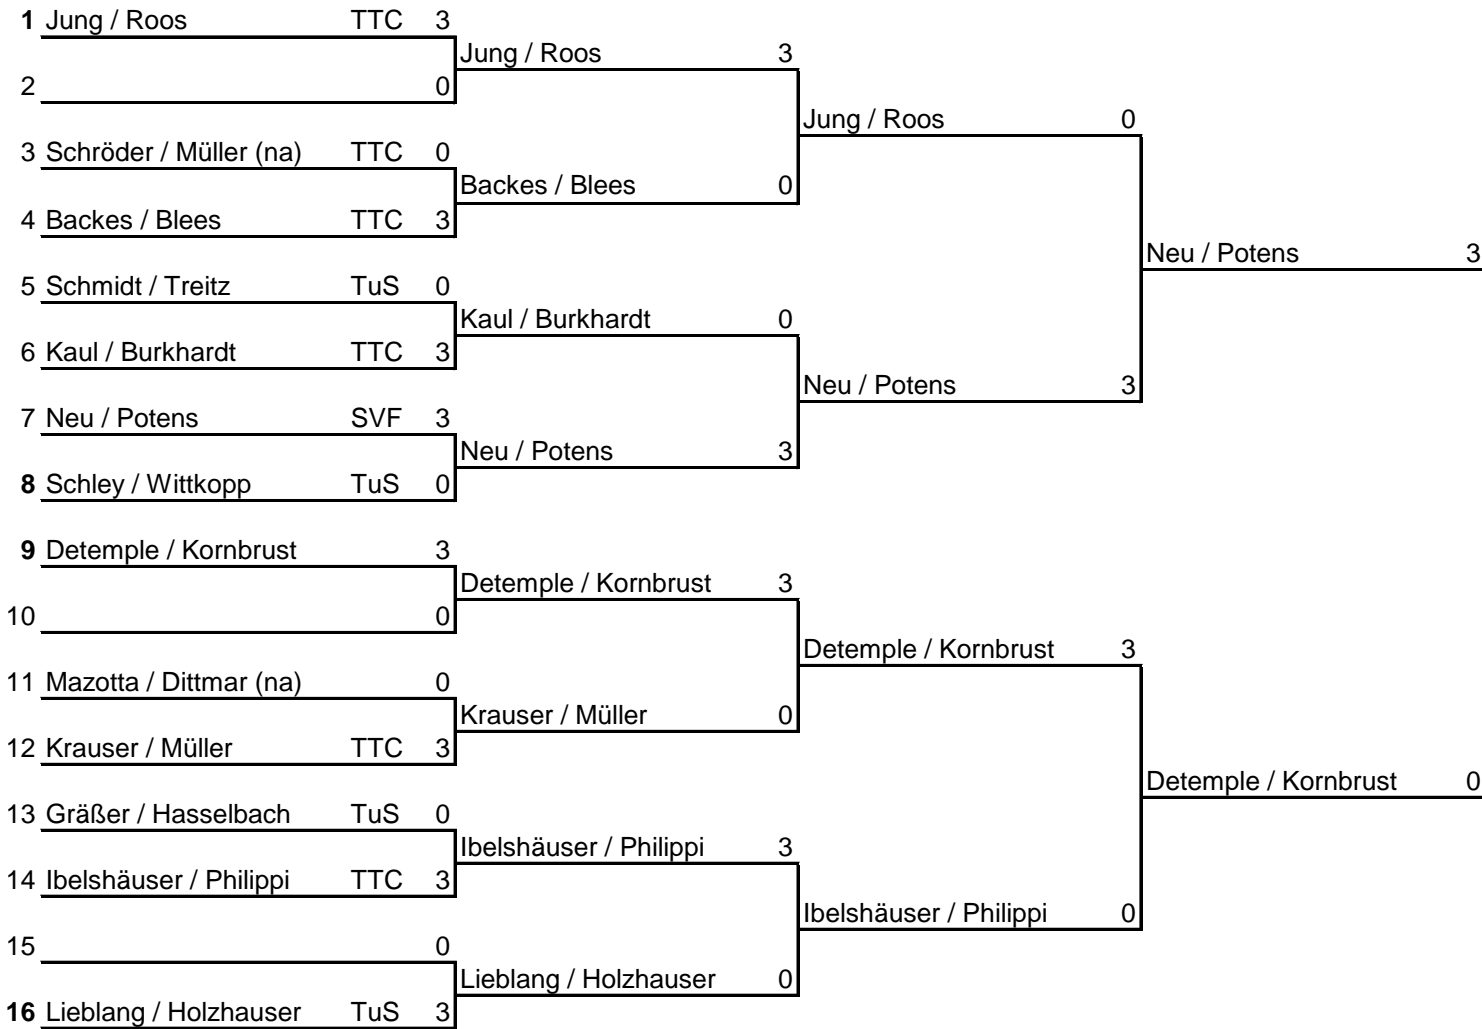 1 Jung / Roos TTC 3
Jung / Roos 3
2 0
Jung / Roos 0
3 Schröder / Müller (na) TTC 0
Backes / Blees 0
4 Backes / Blees TTC 3
Neu / Potens 3
5 Schmidt / Treitz TuS 0
Kaul / Burkhardt 0
6 Kaul / Burkhardt TTC 3
Neu / Potens 3
7 Neu / Potens SVF 3
Neu / Potens 3
8 Schley / Wittkopp TuS 0
9 Detemple / Kornbrust 3
Detemple / Kornbrust 3
10 0
Detemple / Kornbrust 3
11 Mazotta / Dittmar (na) 0
Krauser / Müller 0
12 Krauser / Müller TTC 3
Detemple / Kornbrust 0
13 Gräßer / Hasselbach TuS 0
Ibelshäuser / Philippi 3
14 Ibelshäuser / Philippi TTC 3
Ibelshäuser / Philippi 0
15 0
Lieblang / Holzhauser 0
16 Lieblang / Holzhauser TuS 3